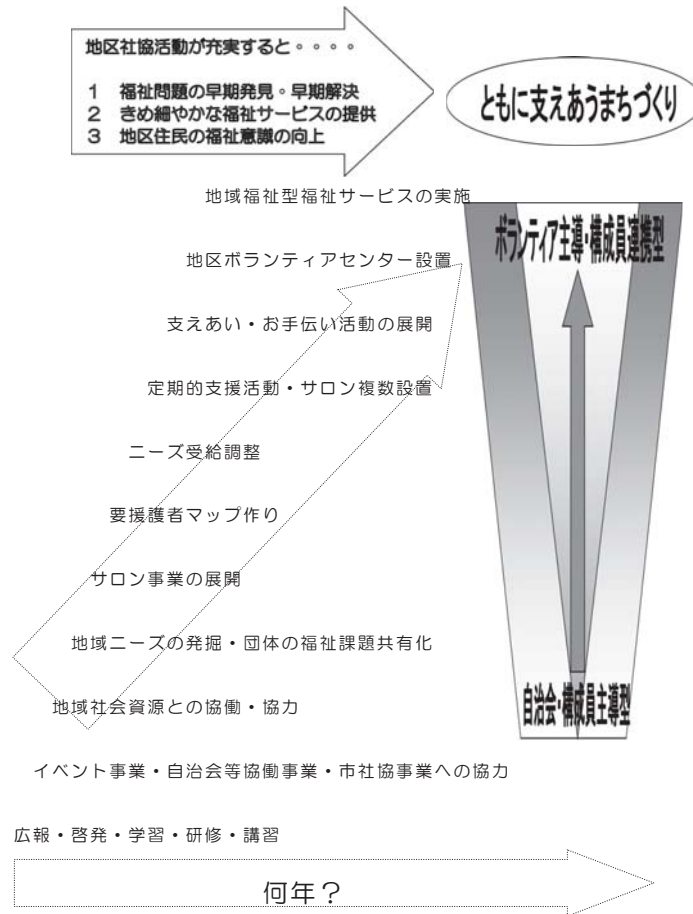 地区社協活動が充実すると・・・・
1 福祉問題の早期発見。早期解決
2 きめ細やかな福祉サービスの提供
3 地区住民の福祉意識の向上
ともに支えあうまちづくり
地域福祉型福祉サービスの実施
ボランティア主導・構成員連携型
地区ボランティアセンター設置
支えあい・お手伝い活動の展開
定期的支援活動・サロン複数設置
ニーズ受給調整
要援護者マップ作り
サロン事業の展開
地域ニーズの発掘・団体の福祉課題共有化
自治会・構成員主導型
地域社会資源との協働・協力
イベント事業・自治会等協働事業・市社協事業への協力
広報・啓発・学習・研修・講習
何年？